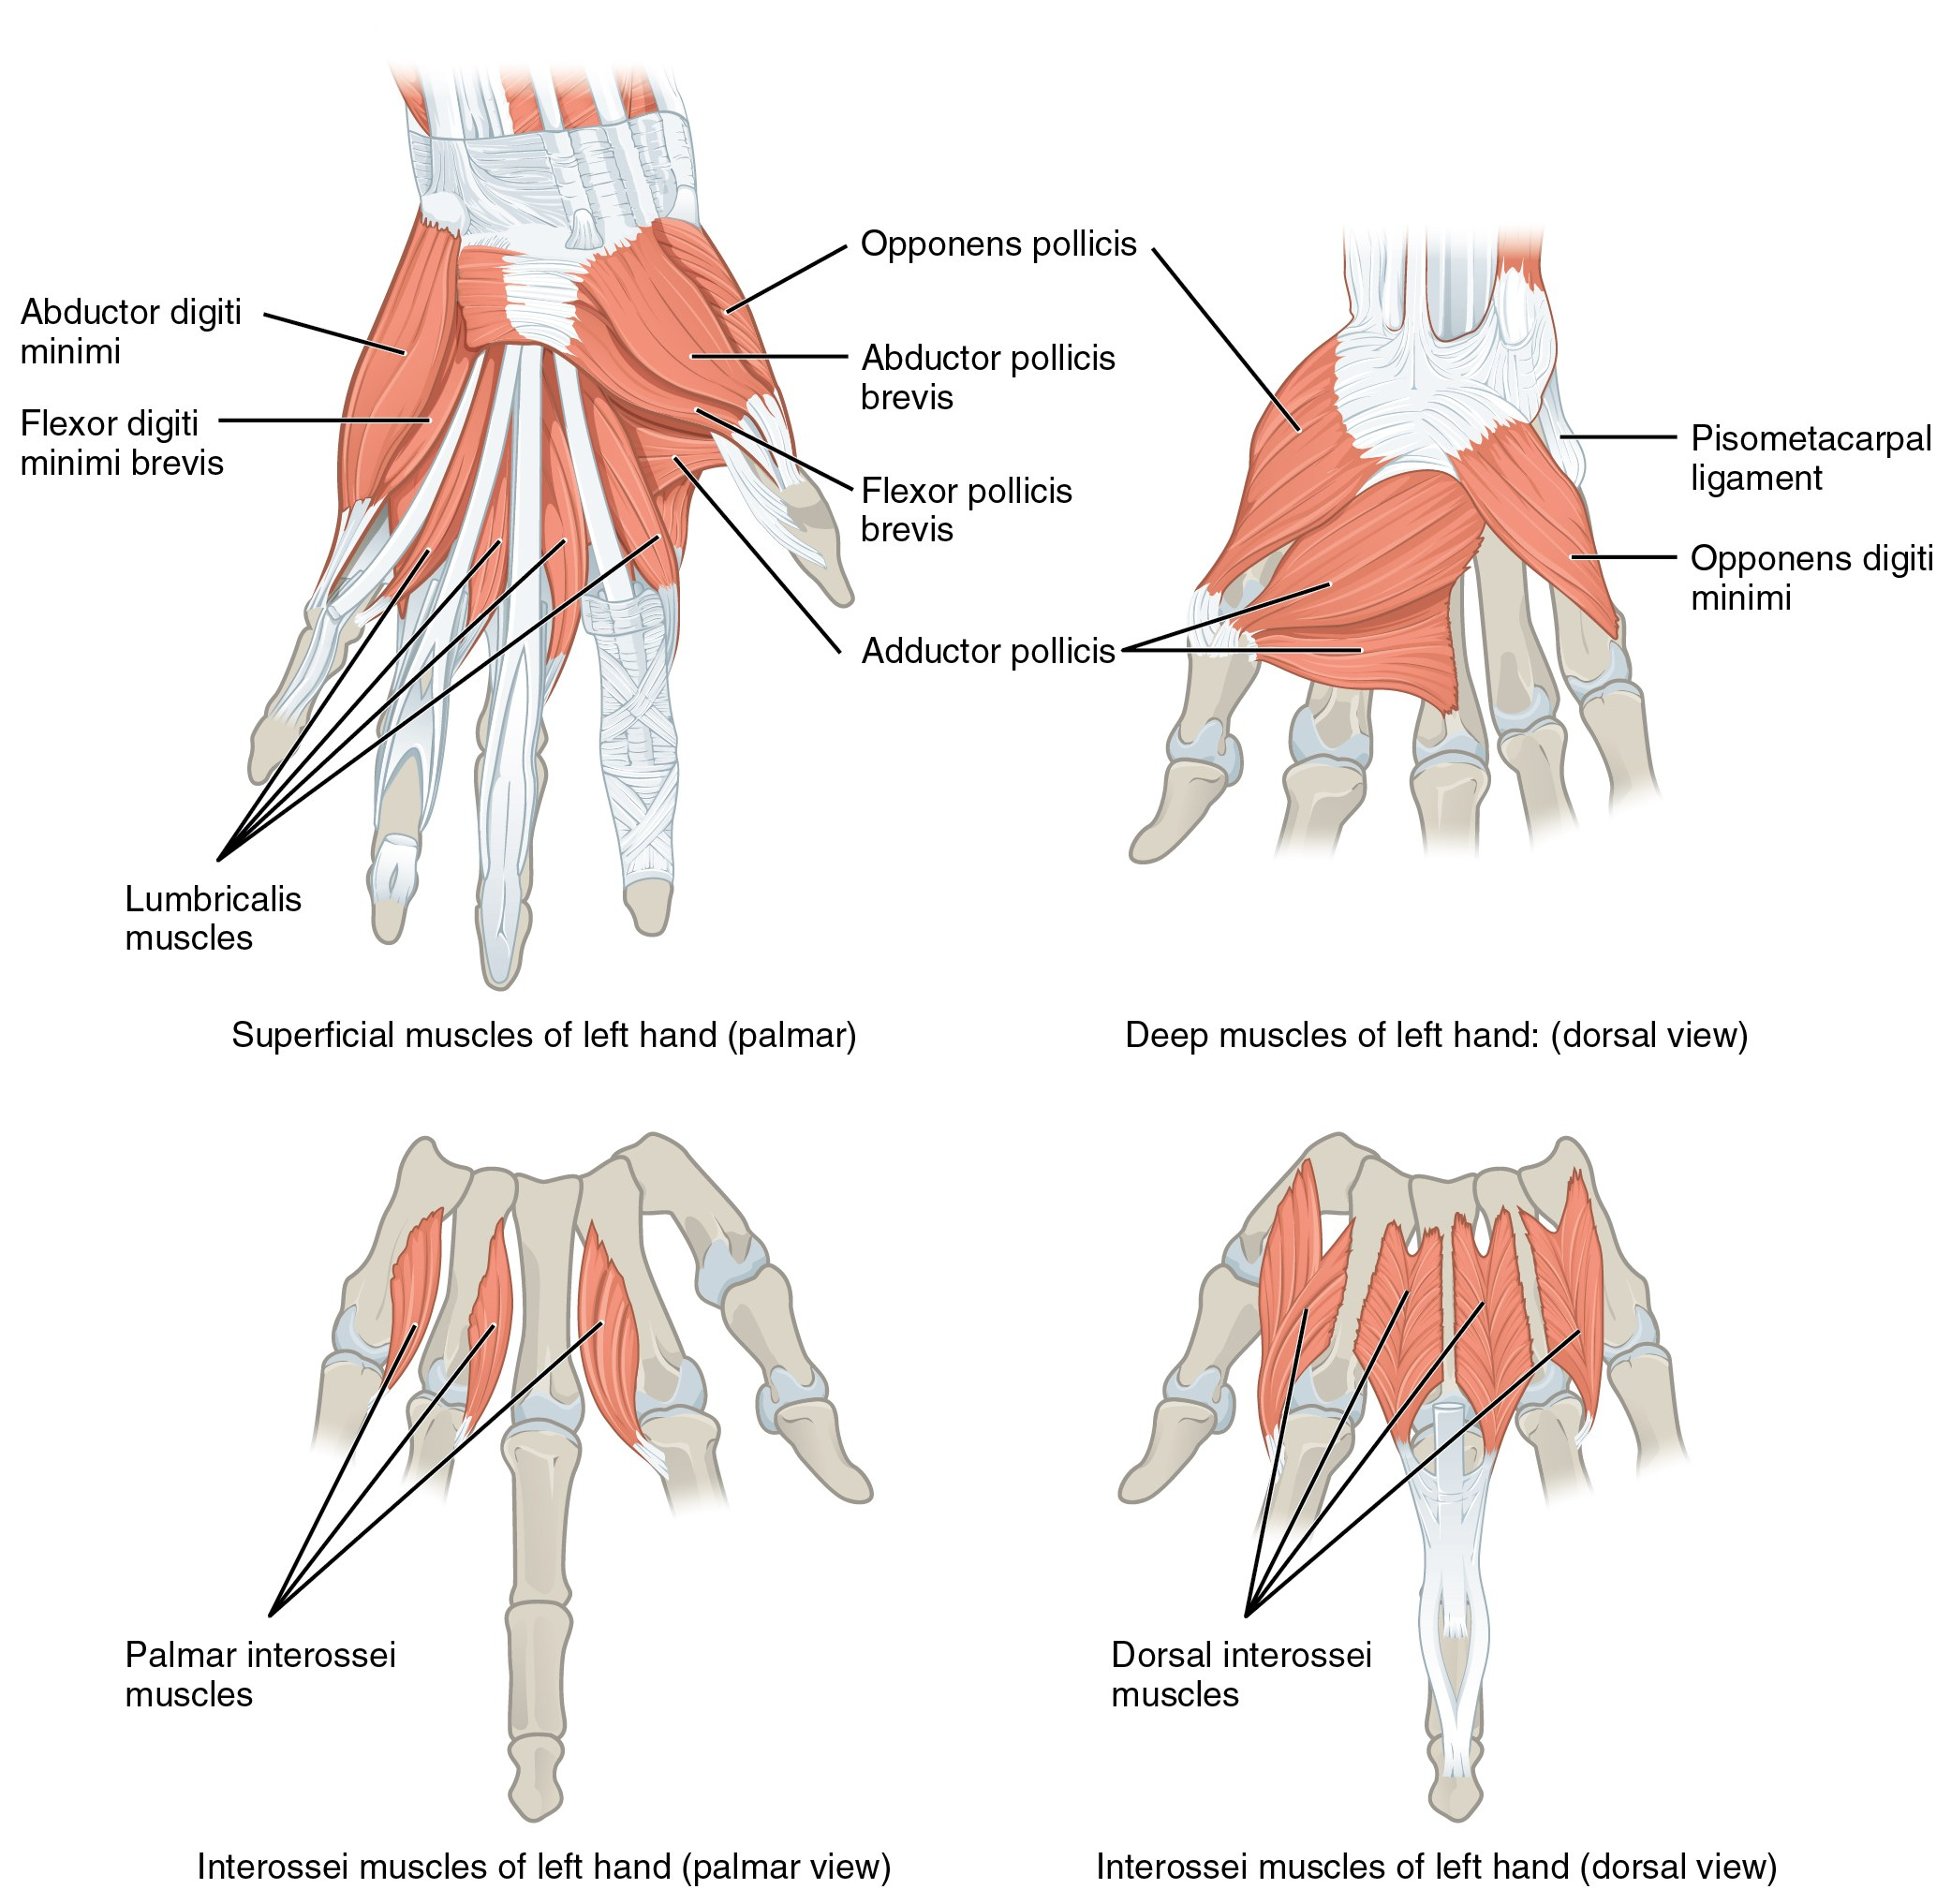 Opponens pollicis
Abductor digiti
minimi
Abductor pollicis
brevis
Flexor digiti
minimi brevis
Flexor pollicis
brevis
Pisometacarpal
ligament
Opponens digiti
minimi
Adductor pollicis
Lumbricalis
muscles
Superficial muscles of left hand (palmar)
Deep muscles of left hand: (dorsal view)
Palmar interossei
muscles
Dorsal interossei
muscles
Interossei muscles of left hand (palmar view)
Interossei muscles of left hand (dorsal view)